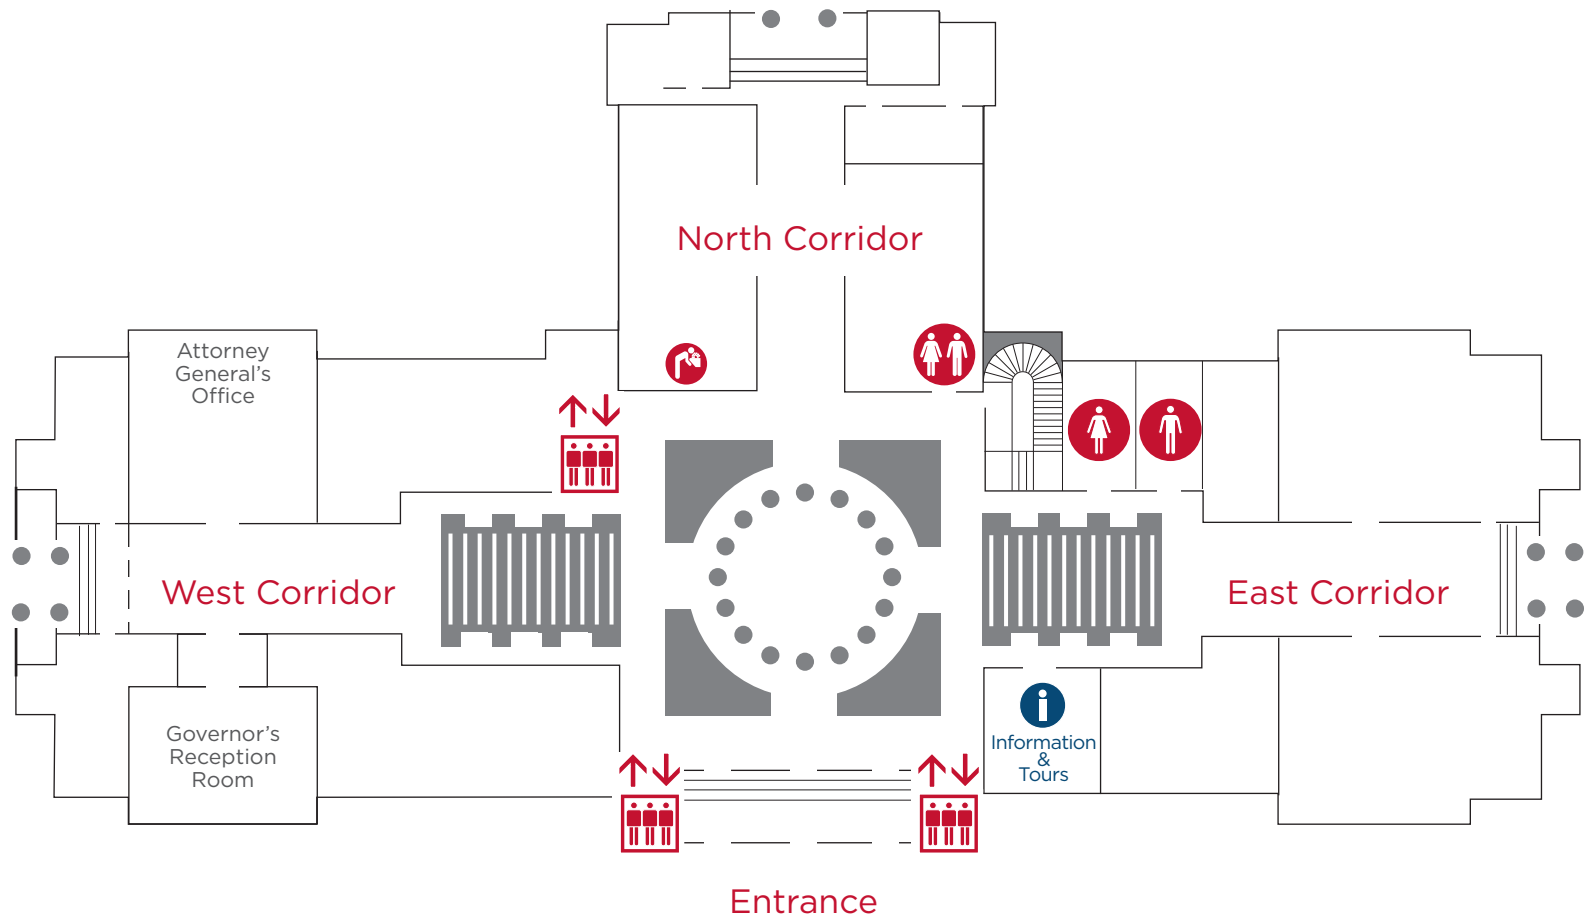 North Corridor
Attorney
General’s
Office
West Corridor
East Corridor
Governor’s
Reception
Room
Information
&
Tours
Entrance